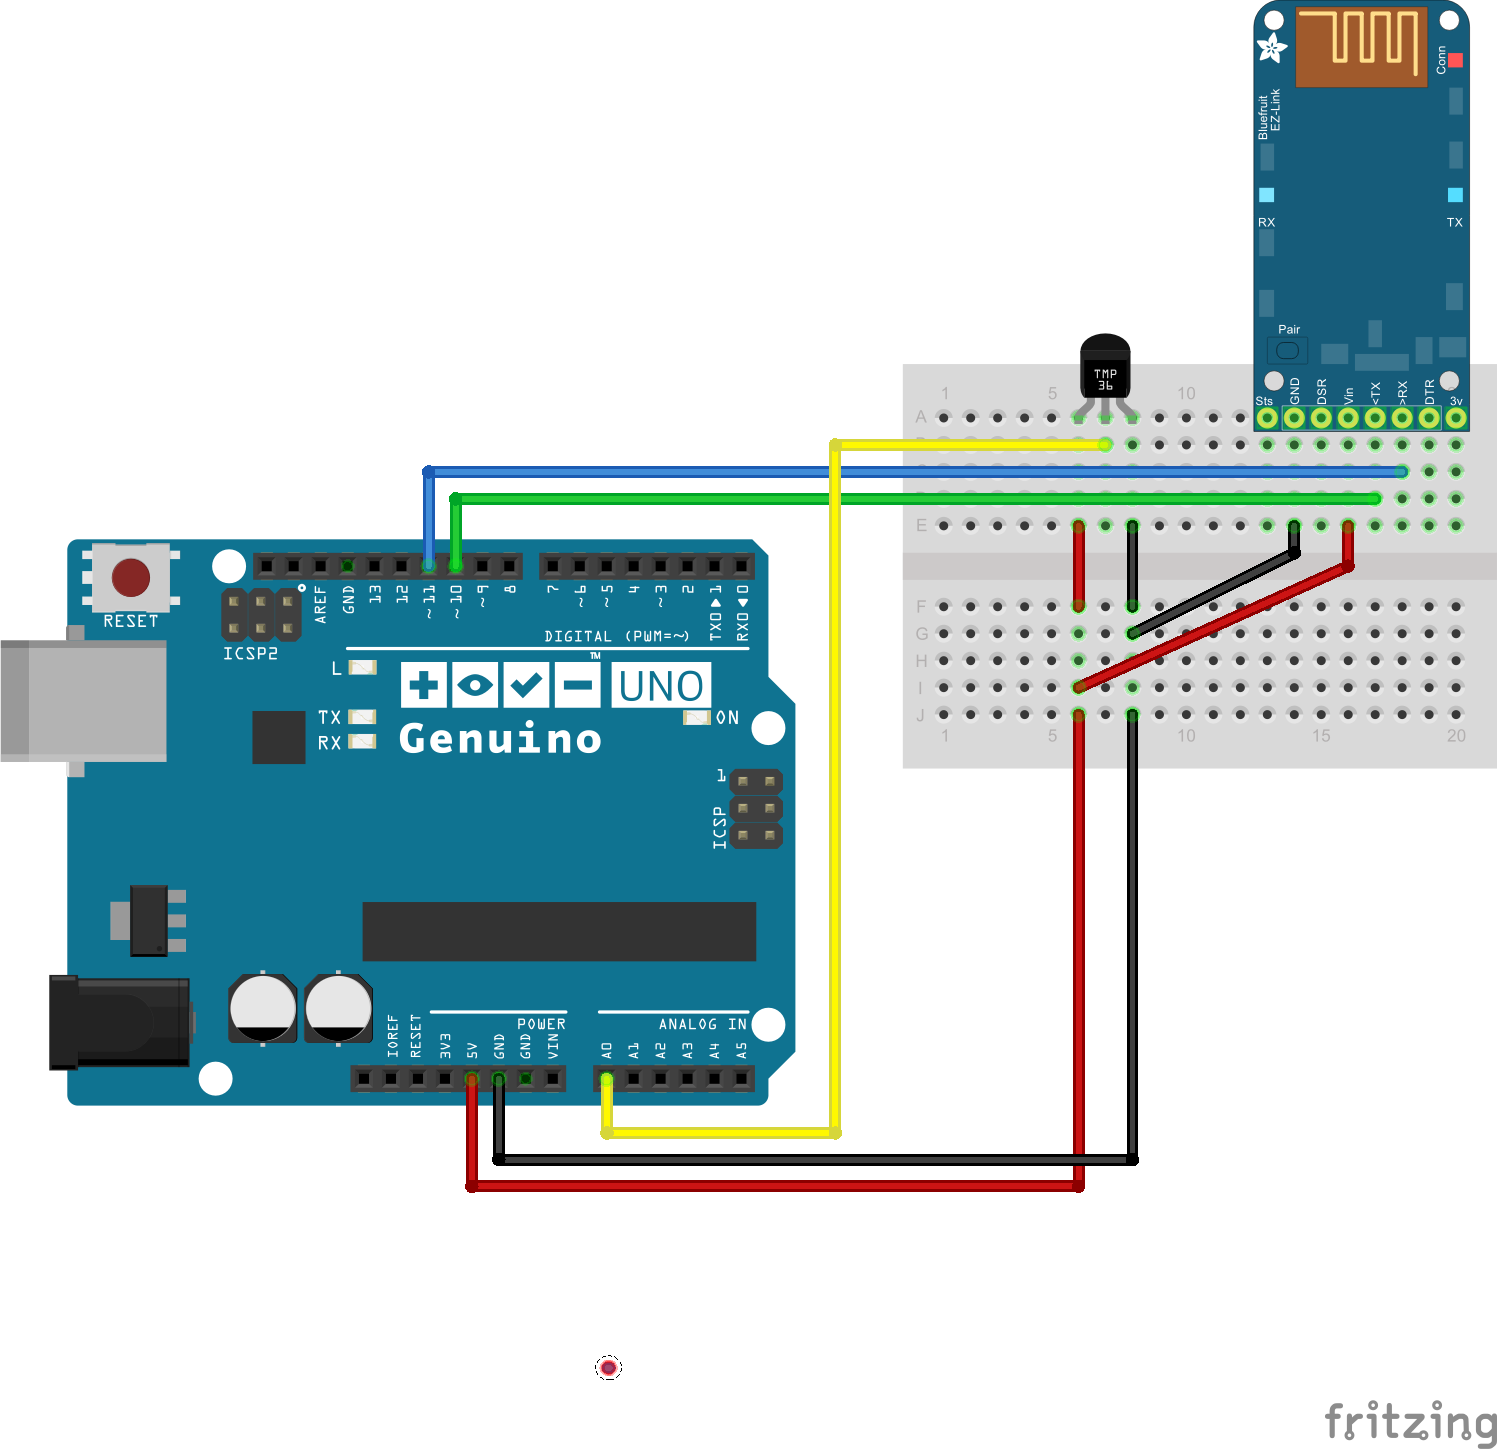 Conn
Bluefruit
EZ-Link
RX
TX
Pair
Sts
GND
DSR
Vin
<TX
>RX
DTR
3v
TMP
36
1
5
10
A
E
F
G
H
I
J
1
5
10
15
20
RESET
ICSP2
AREF
GND
13
12
~11
~10
~9
8
7
~6
~5
4
~3
2
TX0▶1
RX0◀0
DIGITAL (PWM=~)
L
TM
UNO
TX
RX
ON
Genuino
1
ICSP
IOREF
RESET
3V3
5V
GND
GND
VIN
POWER
A0
A1
A2
A3
A4
A5
ANALOG IN
fritzing